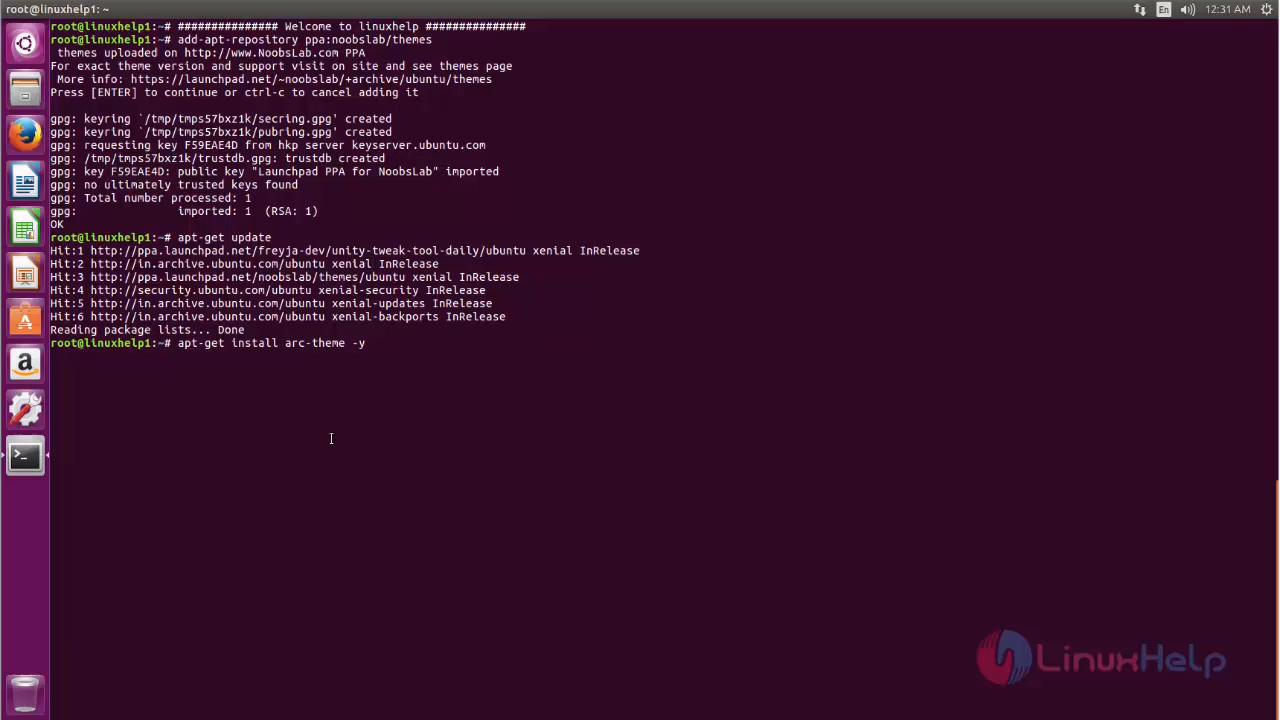 root@linuxhelp1: ~
En
12:31 AM
root@linuxhelp1:~# ############### Welcome to linuxhelp ###############
root@linuxhelp1:~# add-apt-repository ppa:noobslab/themes
 themes uploaded on http://www.NoobsLab.com PPA
For exact theme version and support visit on site and see themes page
 More info: https://launchpad.net/~noobslab/+archive/ubuntu/themes
Press [ENTER] to continue or ctrl-c to cancel adding it
gpg: keyring `/tmp/tmps57bxz1k/secring.gpg' created
gpg: keyring `/tmp/tmps57bxz1k/pubring.gpg' created
gpg: requesting key F59EAE4D from hkp server keyserver.ubuntu.com
gpg: /tmp/tmps57bxz1k/trustdb.gpg: trustdb created
gpg: key F59EAE4D: public key "Launchpad PPA for NoobsLab" imported
gpg: no ultimately trusted keys found
gpg: Total number processed: 1
gpg:               imported: 1  (RSA: 1)
OK
root@linuxhelp1:~# apt-get update
Hit:1 http://ppa.launchpad.net/freyja-dev/unity-tweak-tool-daily/ubuntu xenial InRelease
Hit:2 http://in.archive.ubuntu.com/ubuntu xenial InRelease
Hit:3 http://ppa.launchpad.net/noobslab/themes/ubuntu xenial InRelease
Hit:4 http://security.ubuntu.com/ubuntu xenial-security InRelease
Hit:5 http://in.archive.ubuntu.com/ubuntu xenial-updates InRelease
Hit:6 http://in.archive.ubuntu.com/ubuntu xenial-backports InRelease
Reading package lists... Done
root@linuxhelp1:~# apt-get install arc-theme -y
LinuxHelp